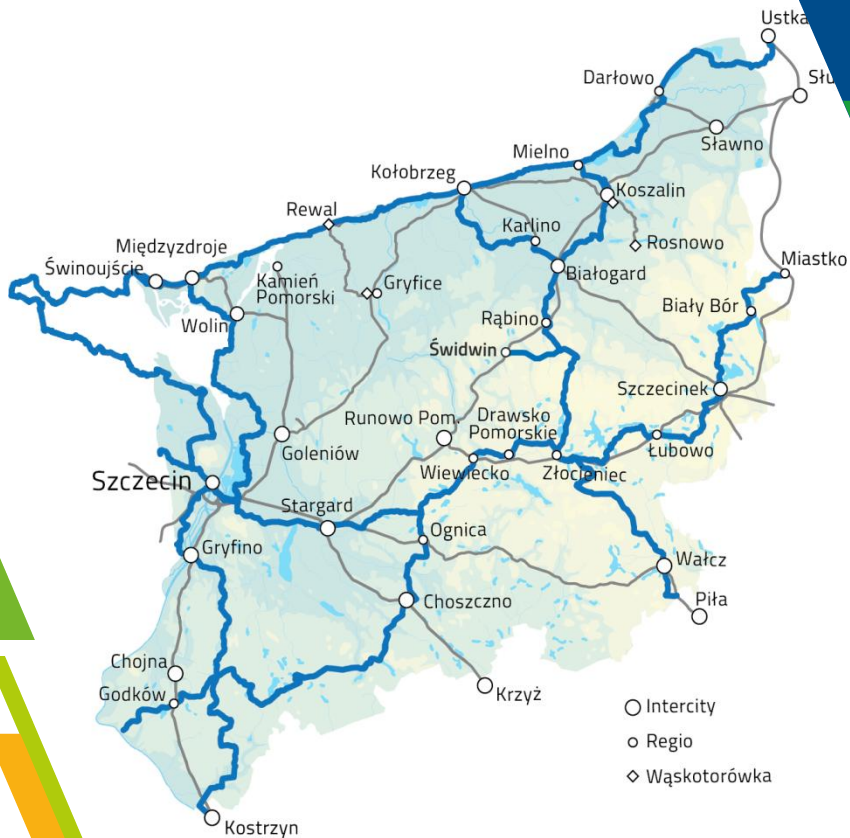 Ustka
Darłowo
Słu
Sławno
Mielno
Kołobrzeg
Koszalin
Rewal
Karlino
Rosnowo
Międzyzdroje
Świnoujście
Kamień
Pomorski
Białogard
Miastko
Gryfice
Biały Bór
Wolin
Rąbino
Świdwin
Szczecinek
Runowo Pom.
Drawsko
Pomorskie
Goleniów
Łubowo
Wiewiecko
Złocieniec
Szczecin
Stargard
Ognica
Gryfino
Wałcz
Choszczno
Piła
Chojna
Godków
Krzyż
Intercity
Regio
Wąskotorówka
Kostrzyn